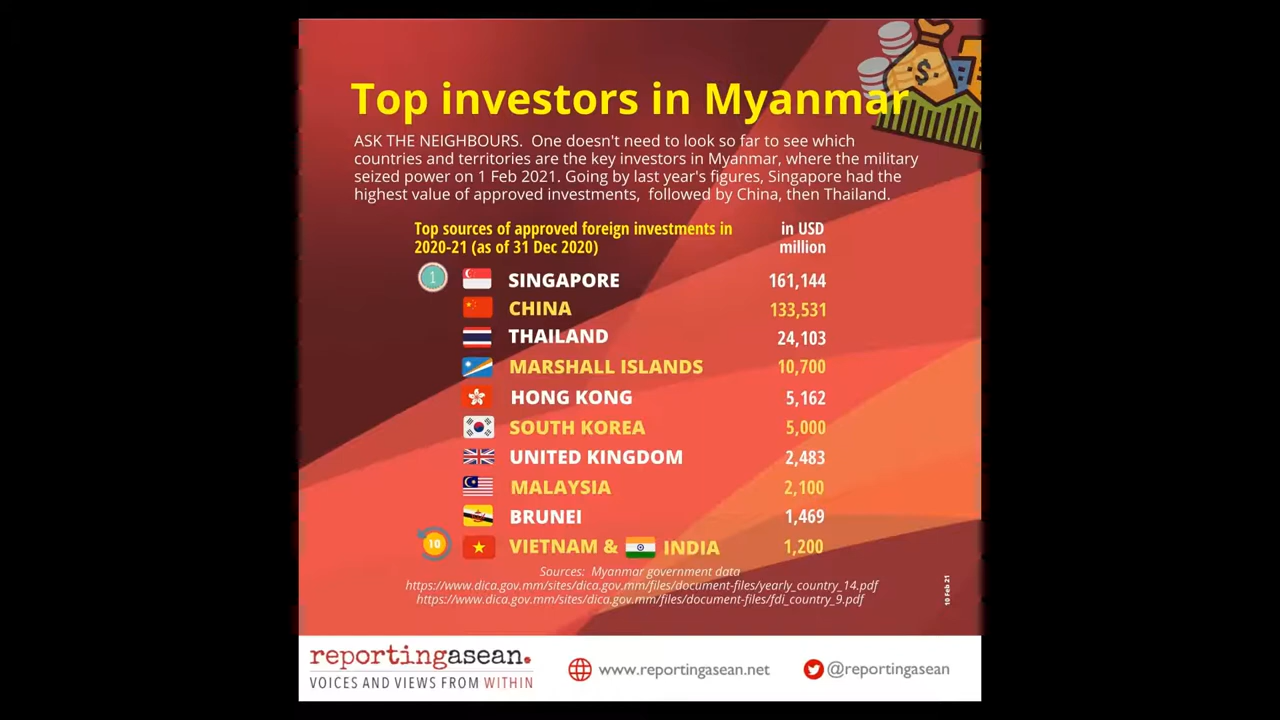 Top investors in Myanmar
ASK THE NEIGHBOURS. One doesn't need to look so far to see which
countries and territories are the key investors in Myanmar, where the military
seized power on 1 Feb 2021. Going by last year's figures, Singapore had the
highest value of approved investments, followed by China, then Thailand.
Top sources of approved foreign investments in in USD
2020-21 (as of 31 Dec 2020) million
1 SINGAPORE 161,144
CHINA 133,531
THAILAND 24,103
MARSHALL ISLANDS 10,700
HONG KONG 5,162
SOUTH KOREA 5,000
UNITED KINGDOM 2,483
MALAYSIA 2,100
BRUNEI 1,469
10 VIETNAM & INDIA 1,200
Sources: Myanmar government data
https://www.dica.gov.mm/sites/dica.gov.mm/files/document-files/yearly_country_14.pdf
https://www.dica.gov.mm/sites/dica.gov.mm/files/document-files/fdi_country_9.pdf
10 Feb 21
reportingasean.
VOICES AND VIEWS FROM WITHIN
www.reportingasean.net
@reportingasean